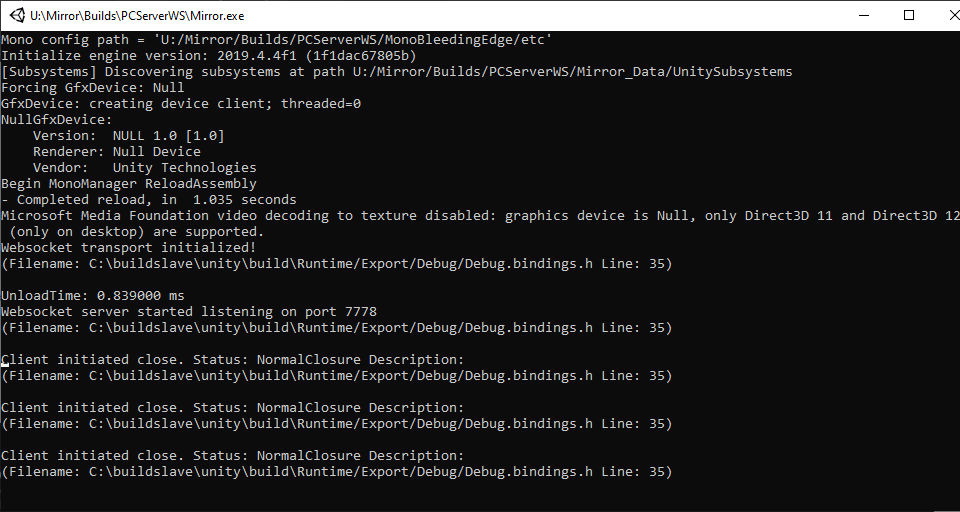 U:\Mirror\Builds\PCServerWS\Mirror.exe
Mono config path = 'U:/Mirror/Builds/PCServerWS/MonoBleedingEdge/etc'
Initialize engine version: 2019.4.4f1 (1f1dac67805b)
[Subsystems] Discovering subsystems at path U:/Mirror/Builds/PCServerWS/Mirror_Data/UnitySubsystems
Forcing GfxDevice: Null
GfxDevice: creating device client; threaded=0
NullGfxDevice:
    Version:  NULL 1.0 [1.0]
    Renderer: Null Device
    Vendor:   Unity Technologies
Begin MonoManager ReloadAssembly
- Completed reload, in  1.035 seconds
Microsoft Media Foundation video decoding to texture disabled: graphics device is Null, only Direct3D 11 and Direct3D 12
 (only on desktop) are supported.
Websocket transport initialized!
(Filename: C:\buildslave\unity\build\Runtime/Export/Debug/Debug.bindings.h Line: 35)
UnloadTime: 0.839000 ms
Websocket server started listening on port 7778
(Filename: C:\buildslave\unity\build\Runtime/Export/Debug/Debug.bindings.h Line: 35)
Client initiated close. Status: NormalClosure Description:
(Filename: C:\buildslave\unity\build\Runtime/Export/Debug/Debug.bindings.h Line: 35)
Client initiated close. Status: NormalClosure Description:
(Filename: C:\buildslave\unity\build\Runtime/Export/Debug/Debug.bindings.h Line: 35)
Client initiated close. Status: NormalClosure Description:
(Filename: C:\buildslave\unity\build\Runtime/Export/Debug/Debug.bindings.h Line: 35)